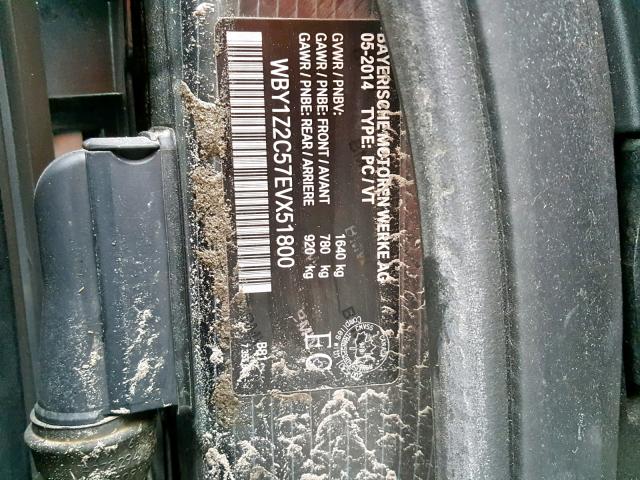 BAYERISCHE MOTOREN WERKE AG
05-2014 TYPE: PC/VT
GVWR / PNBV: 1640 kg
GAWR / PNBE: FRONT / AVANT 780 kg
GAWR / PNBE: REAR / ARRIERE 920 kg
WBY1Z2C57EVX51800